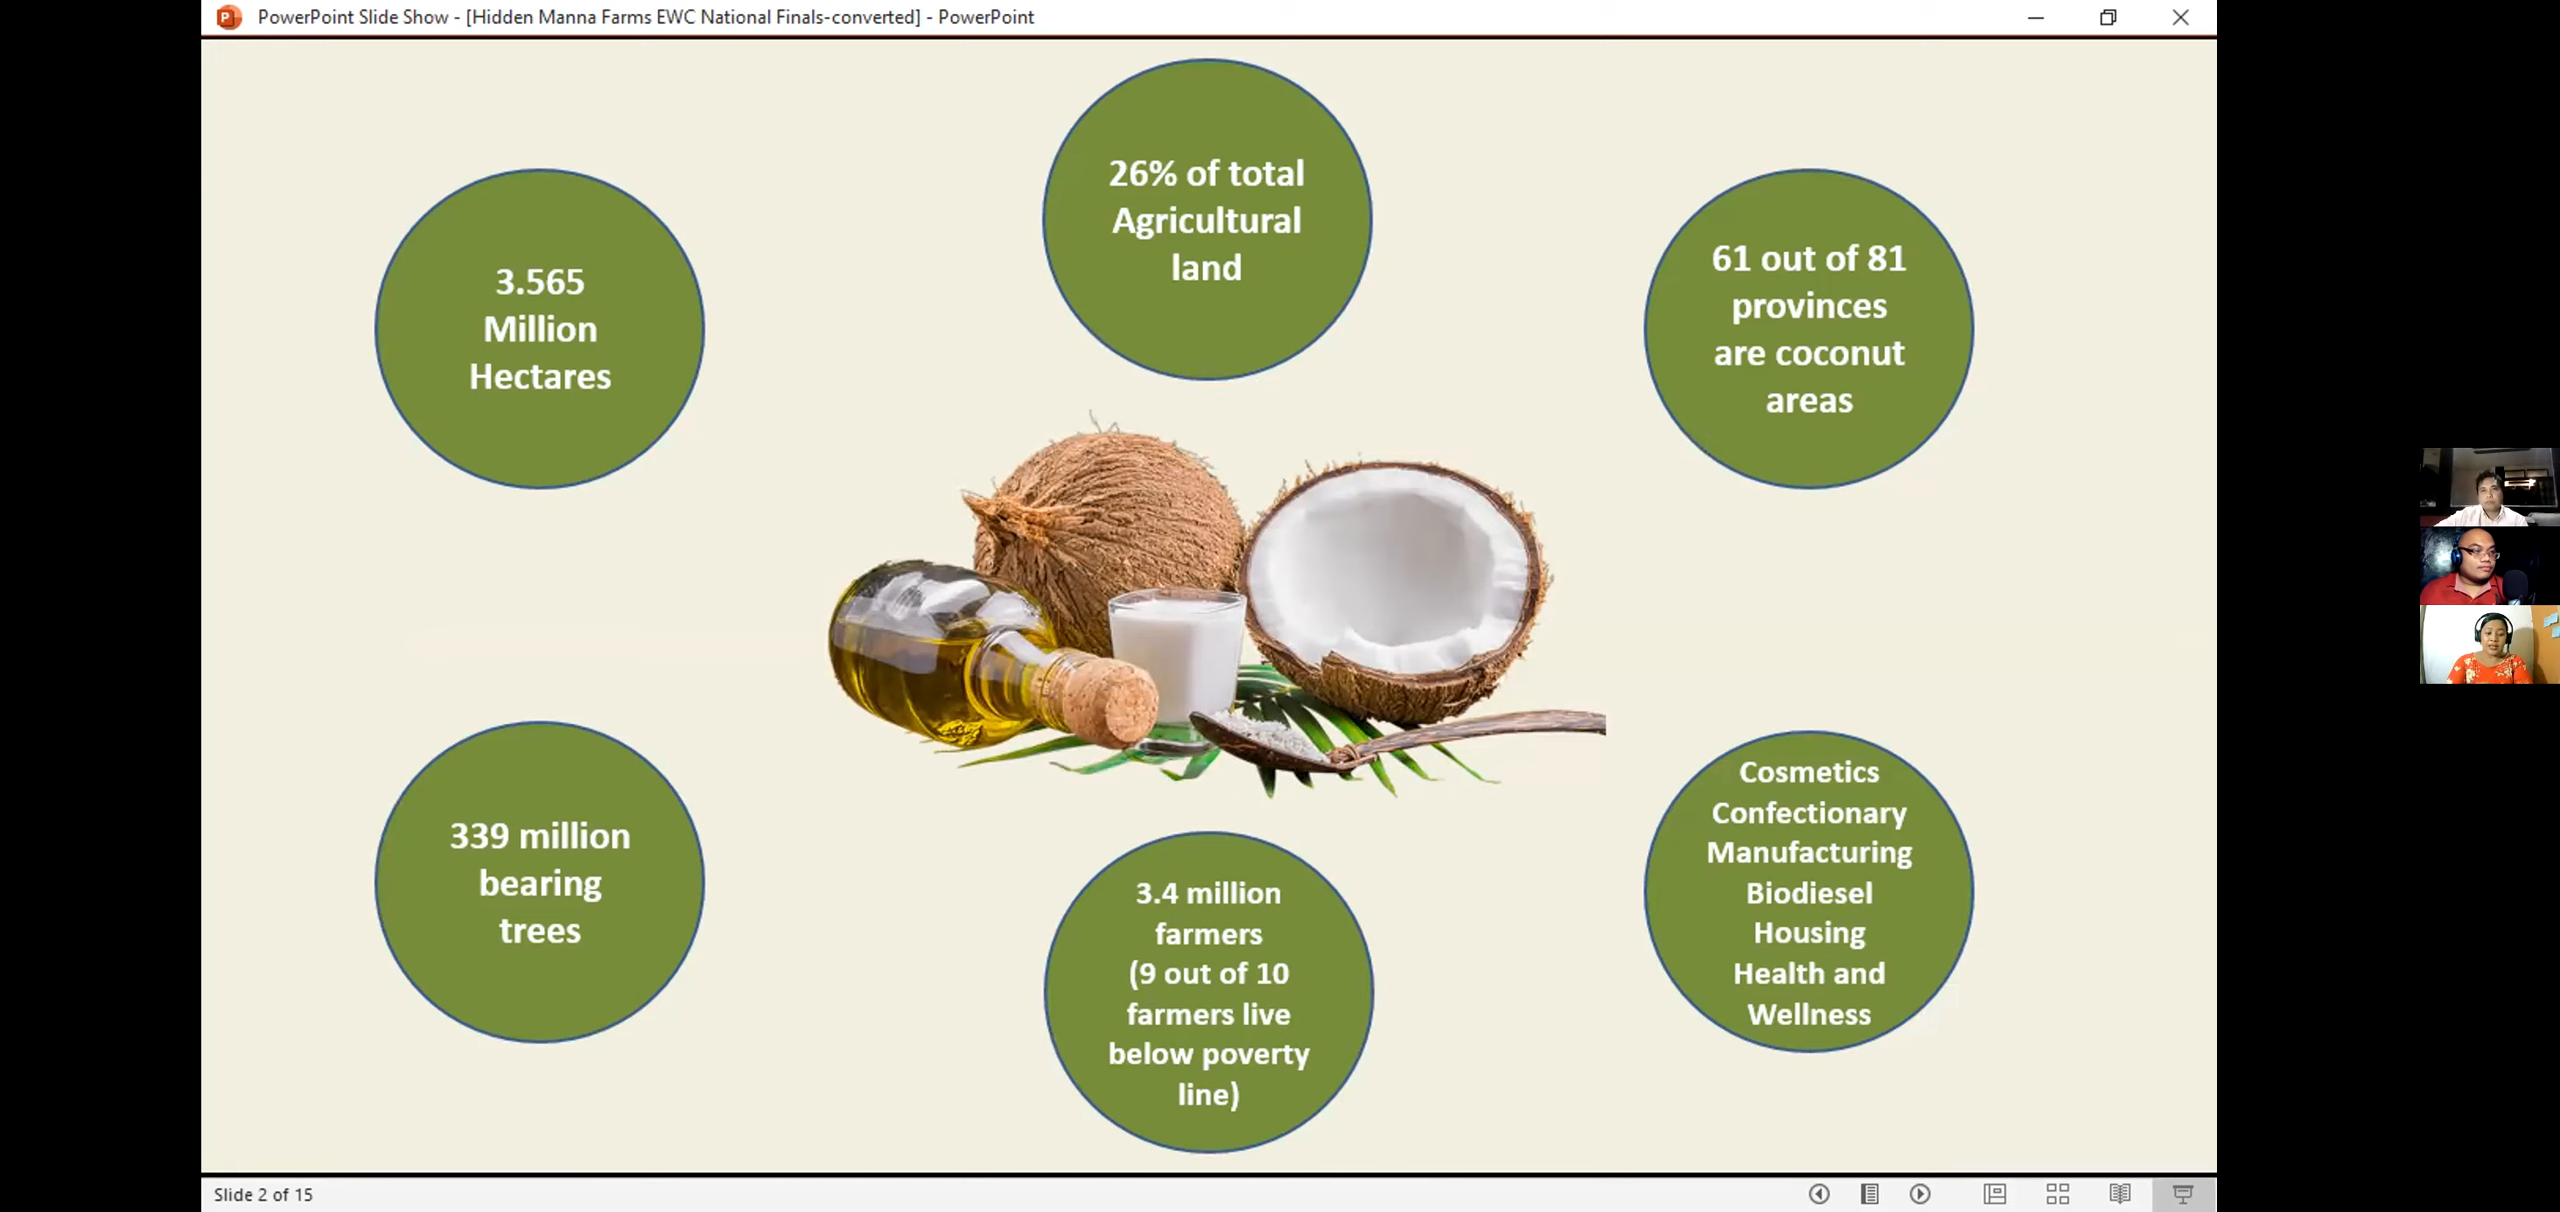 PowerPoint Slide Show - [Hidden Manna Farms EWC National Finals-converted] - PowerPoint
3.565
Million
Hectares
26% of total
Agricultural
land
61 out of 81
provinces
are coconut
areas
339 million
bearing
trees
3.4 million
farmers
(9 out of 10
farmers live
below poverty
line)
Cosmetics
Confectionary
Manufacturing
Biodiesel
Housing
Health and
Wellness
Slide 2 of 15